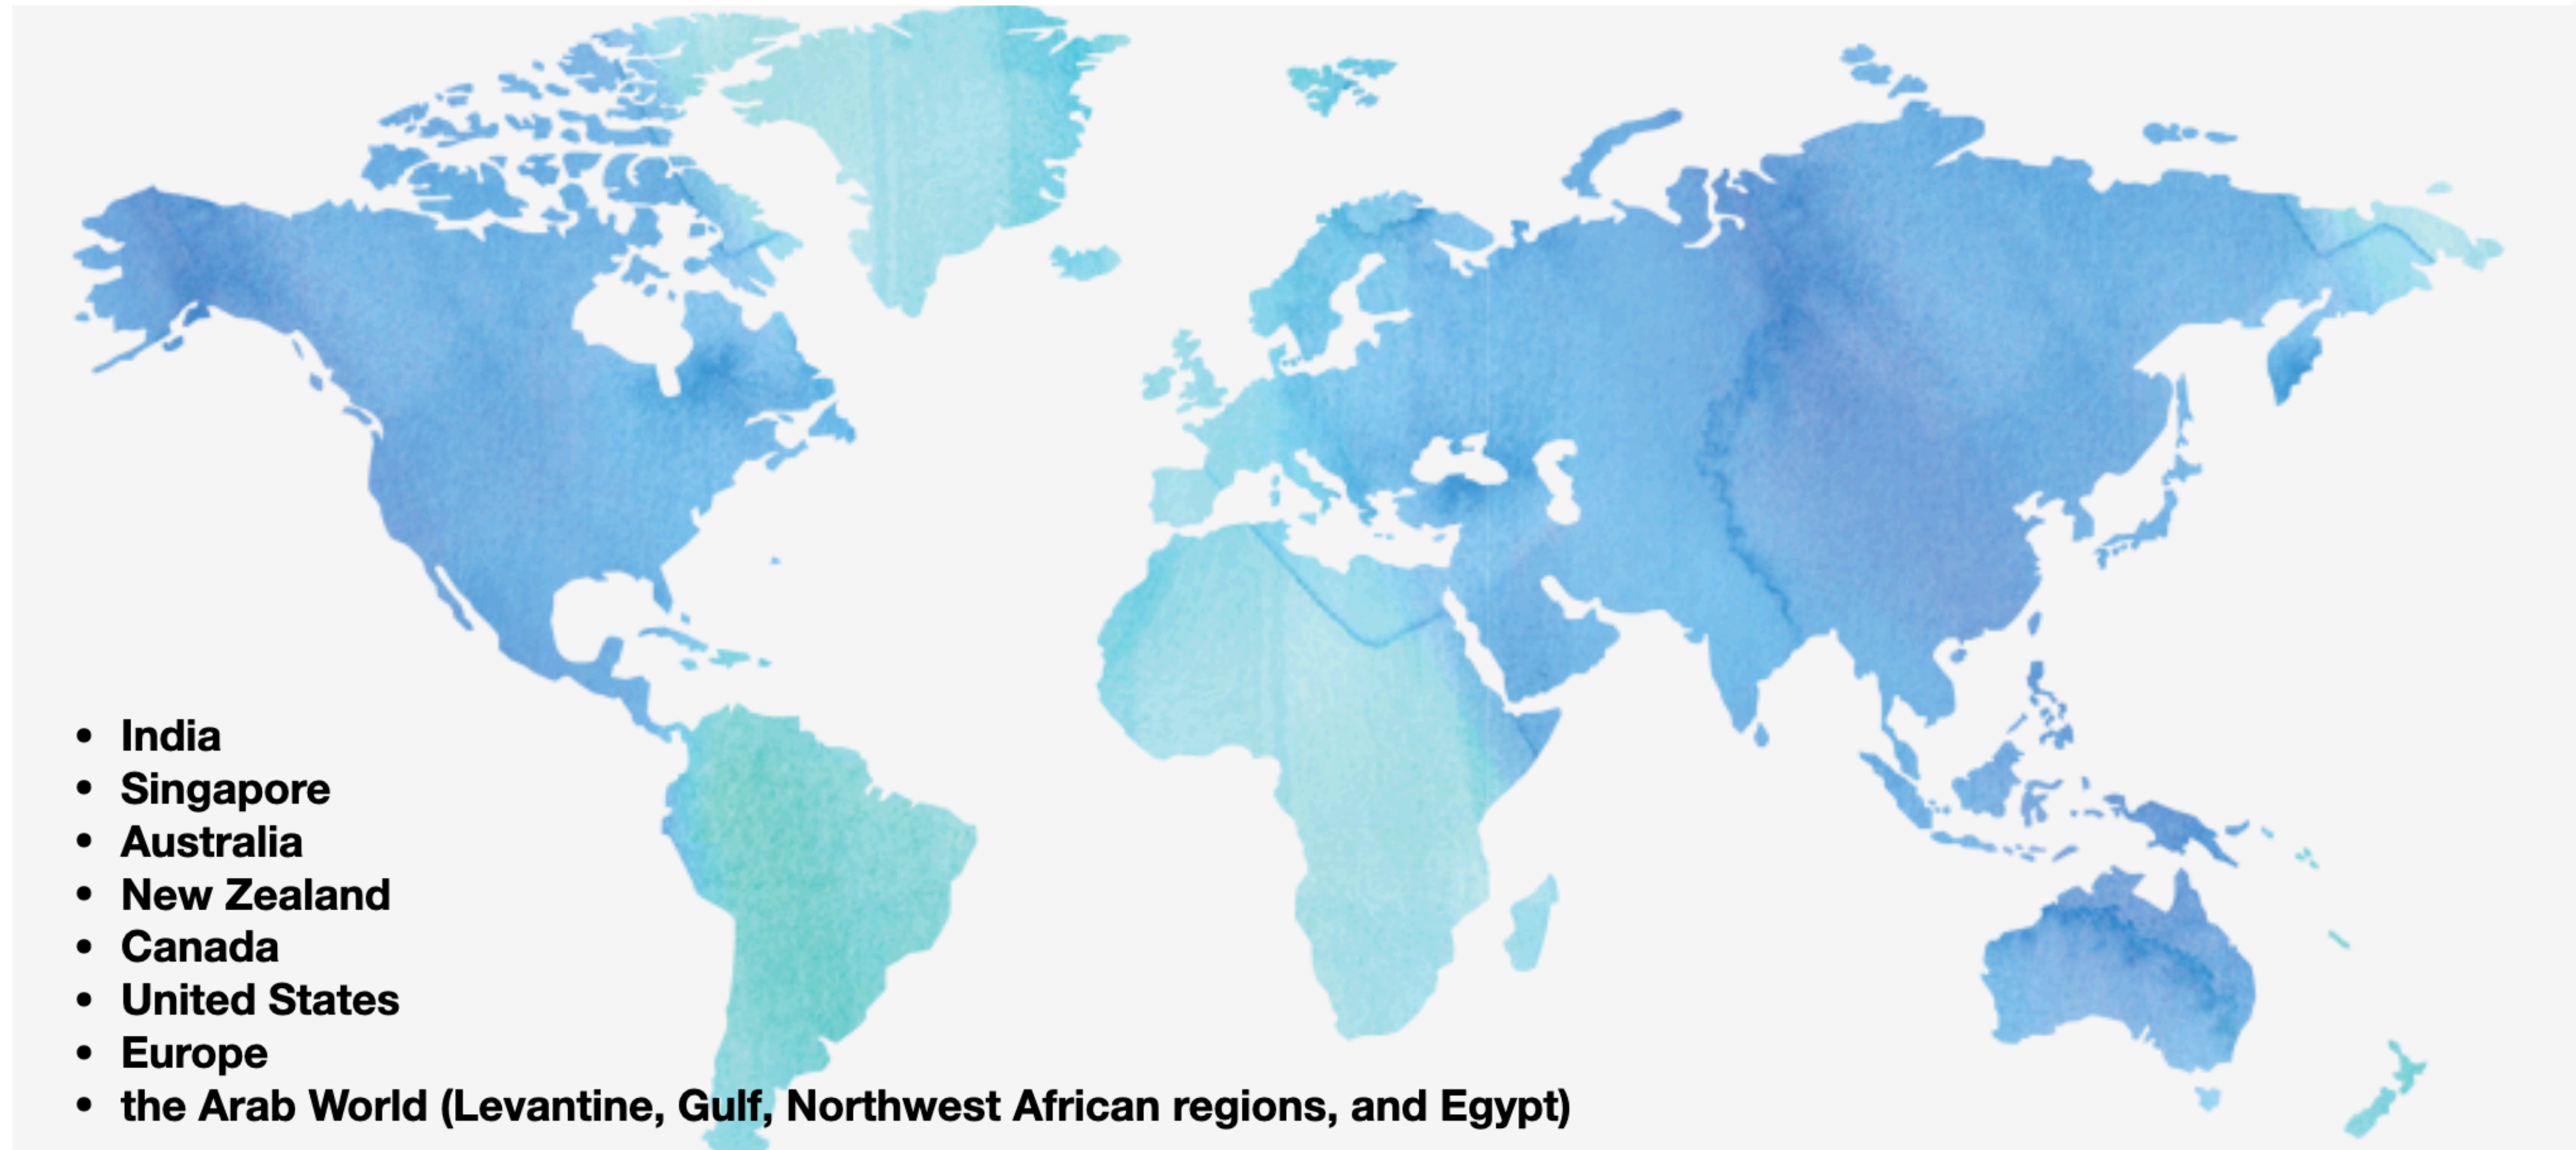 • India
• Singapore
• Australia
• New Zealand
• Canada
• United States
• Europe
• the Arab World (Levantine, Gulf, Northwest African regions, and Egypt)